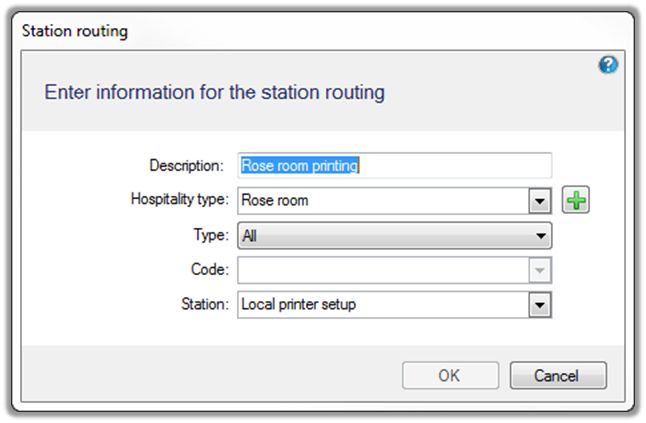 Station routing
?
Enter information for the station routing
Description: Rose room printing
Hospitality type: Rose room
Type: All
Code:
Station: Local printer setup
OK Cancel